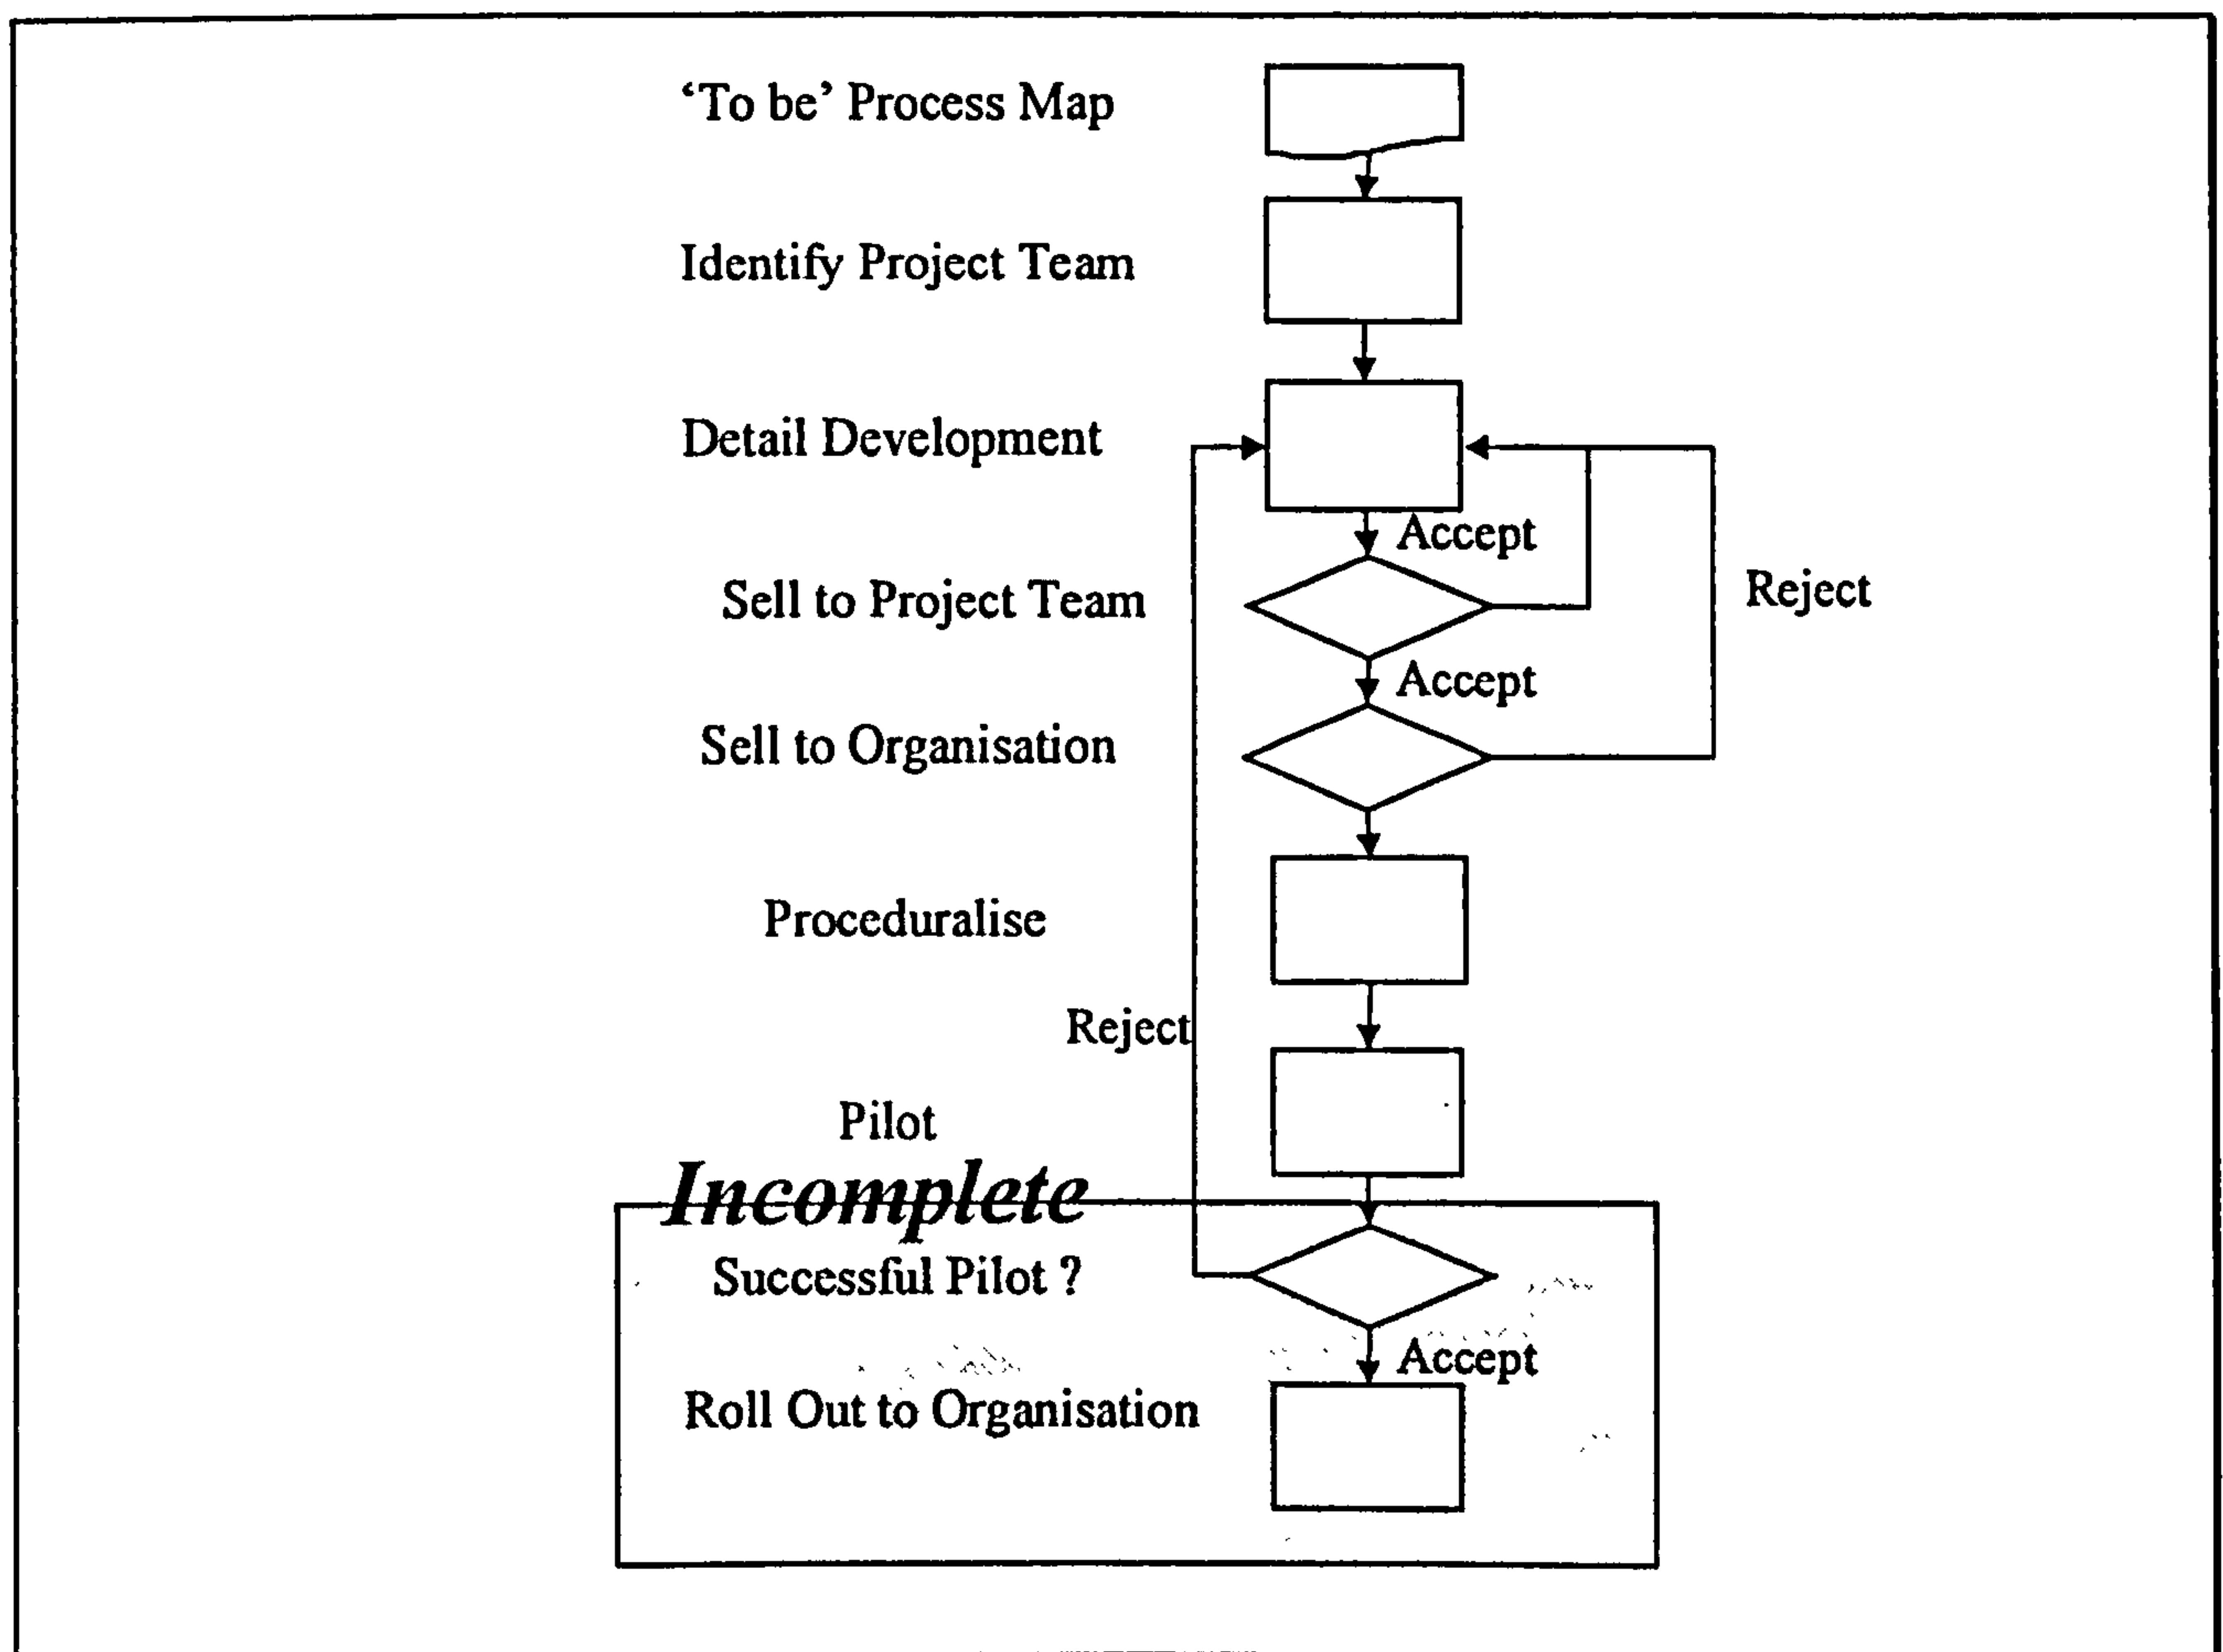 ‘To be’ Process Map
Identify Project Team
Detail Development
Accept
Sell to Project Team
Reject
Accept
Sell to Organisation
Proceduralise
Reject
Pilot
Incomplete
Successful Pilot ?
Accept
Roll Out to Organisation